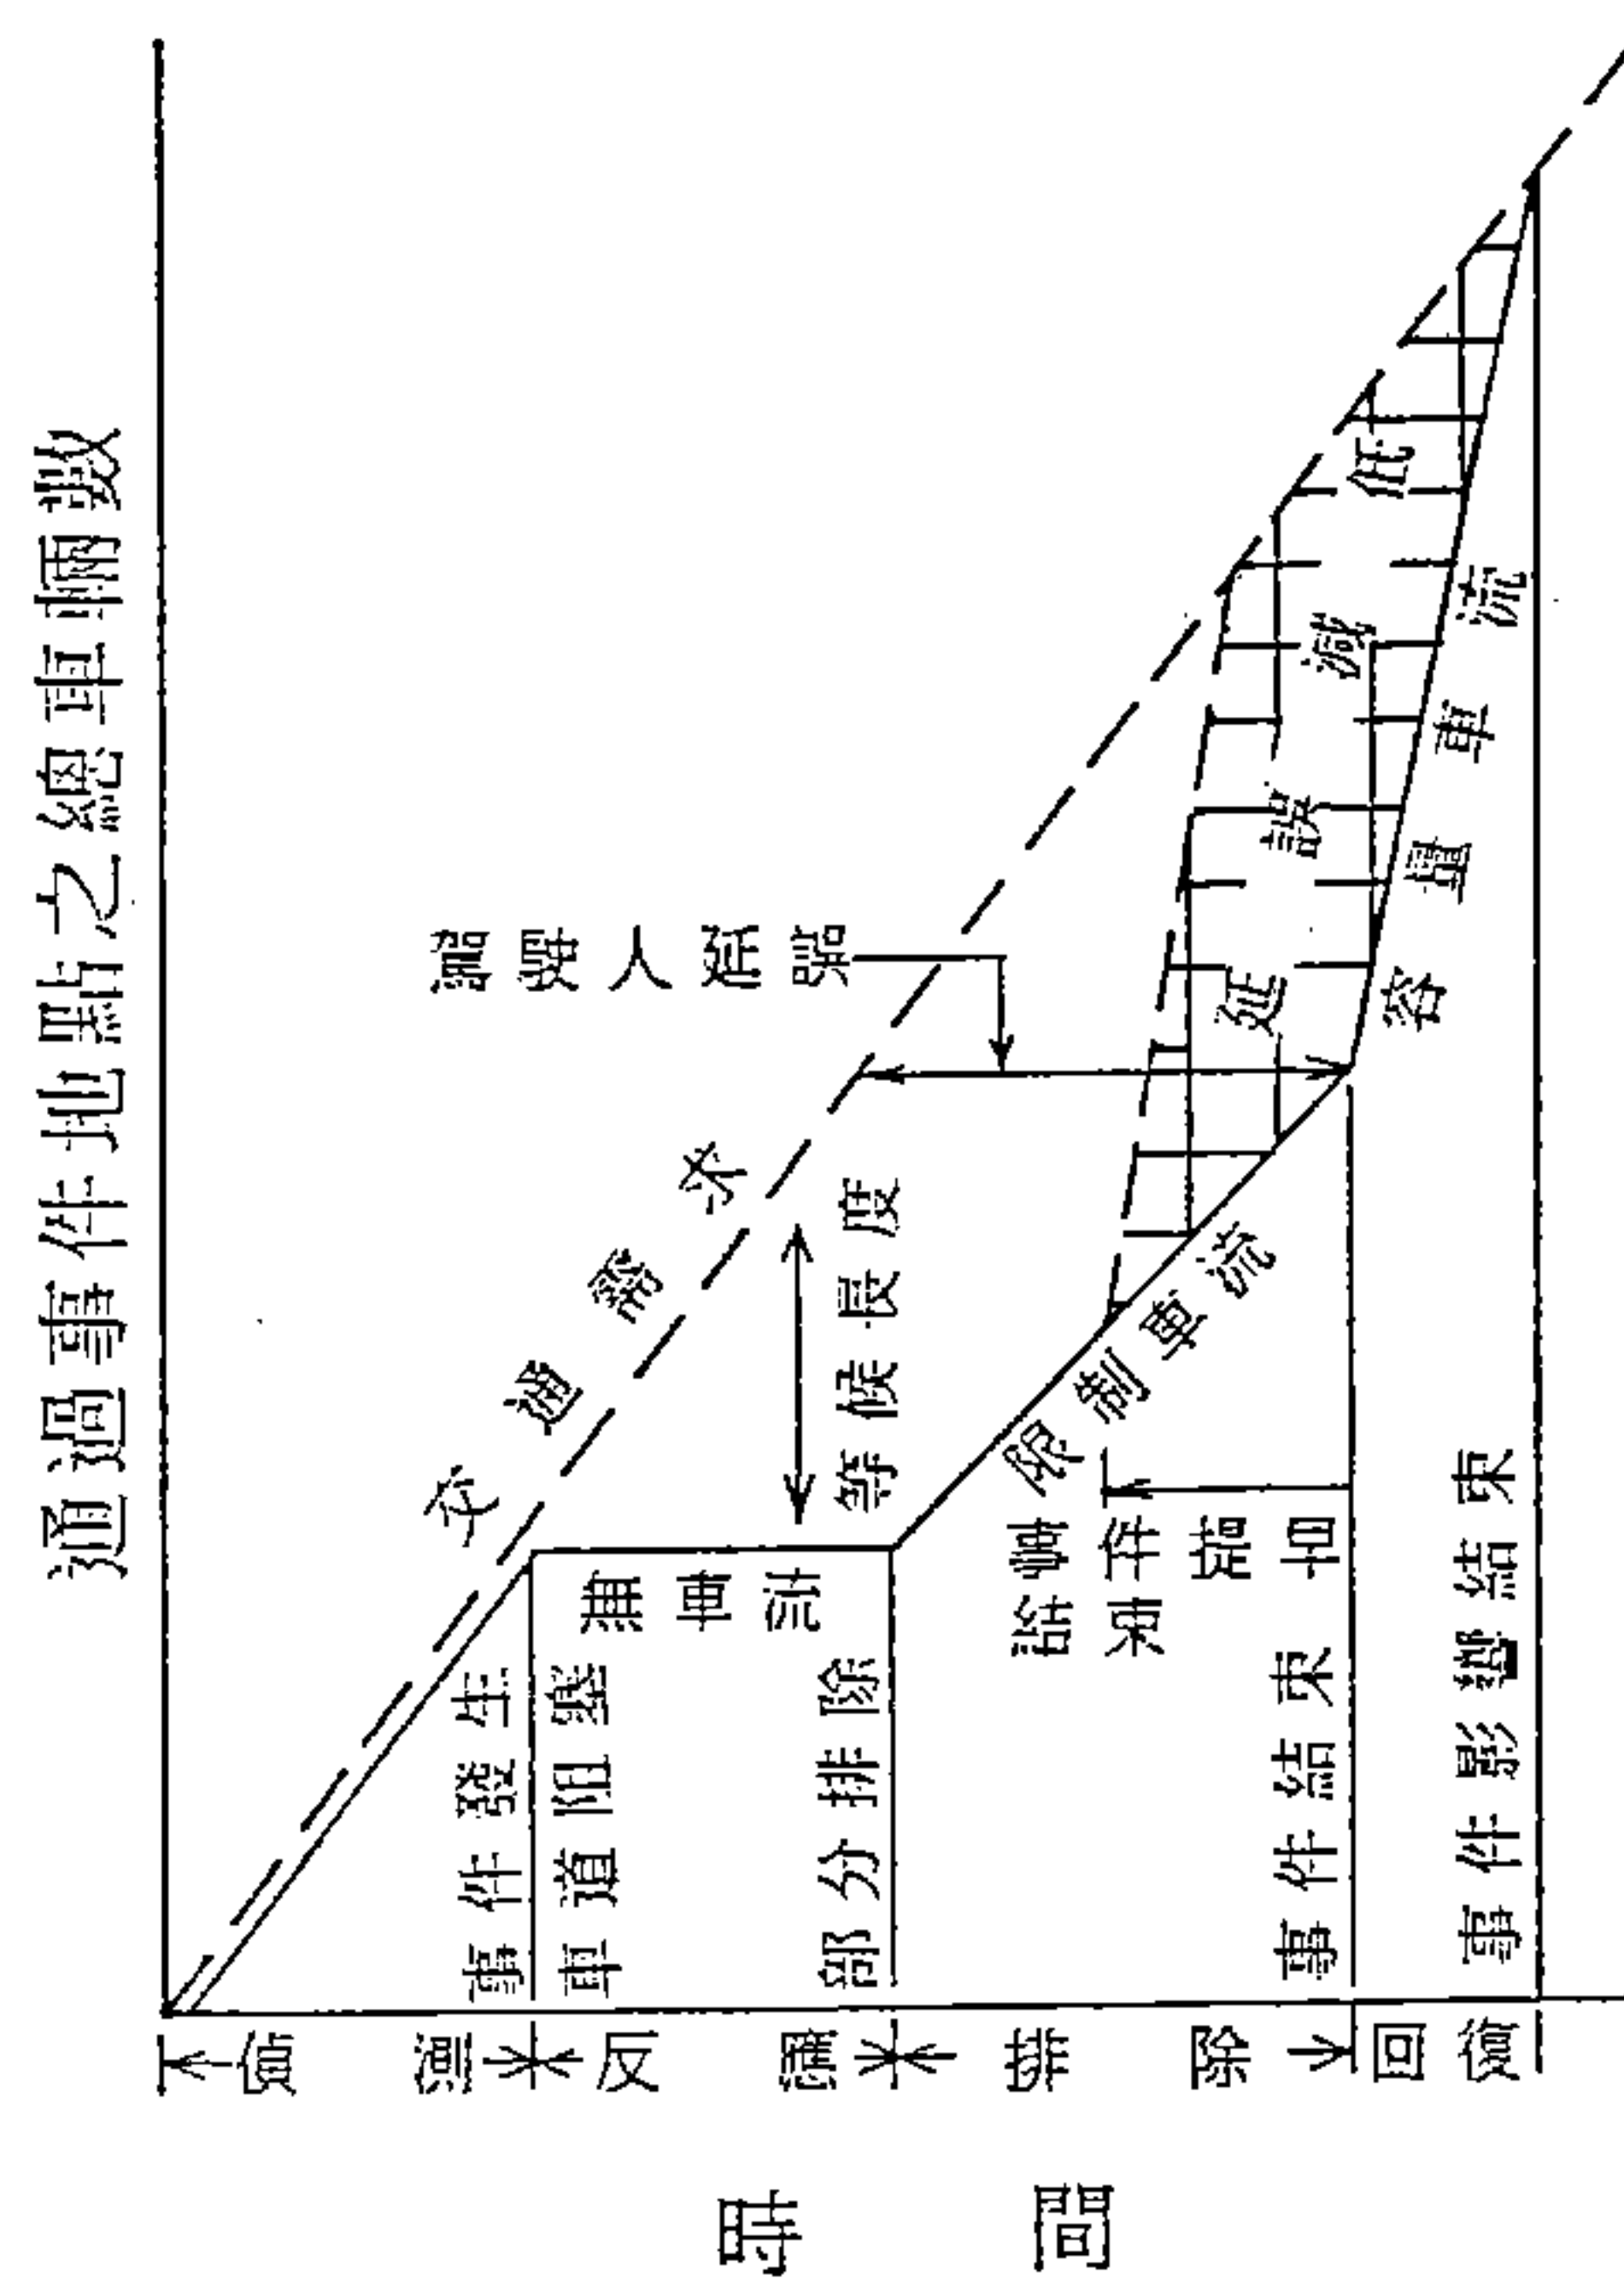 通過事件地點之總車輛數
交通需求
駕駛人延誤
等候長度
無車流
限制車流
容量車流
延誤減低
事件發生
車道阻塞
部分排除
認事件提早
結束
事件結束
事件影響結束
偵測
反應
排除
回復
時間